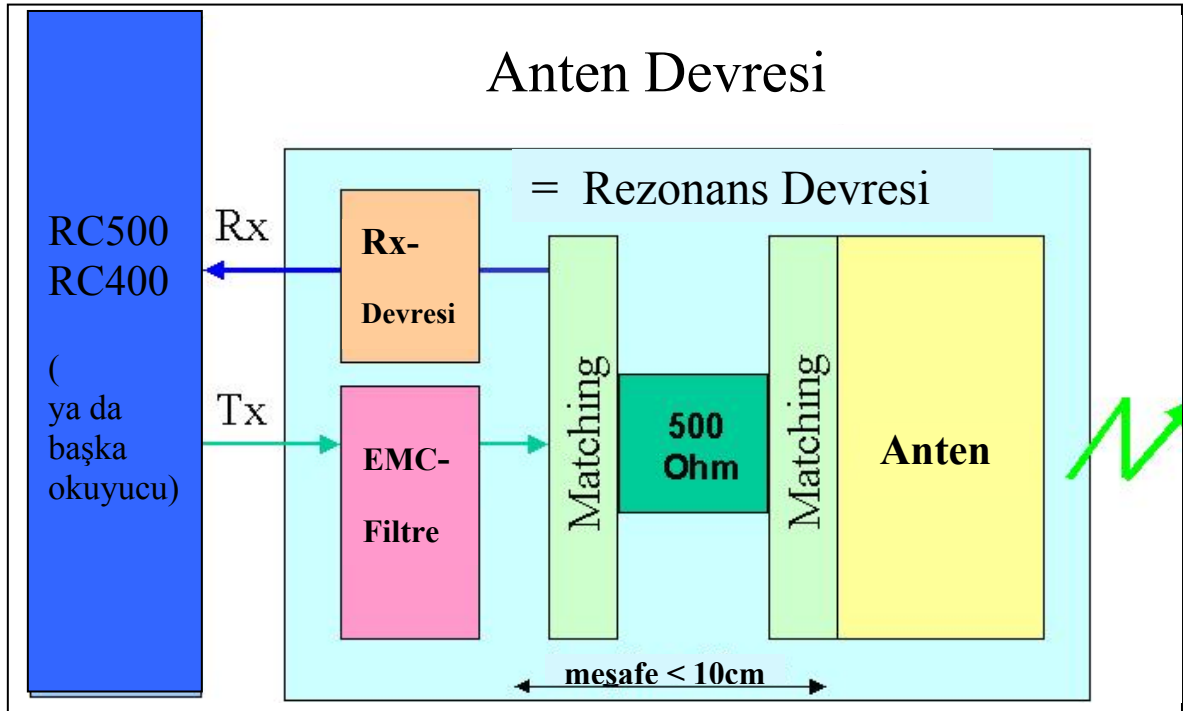 Anten Devresi
= Rezonans Devresi
RC500
RC400
(
ya da
başka
okuyucu)
Rx
Tx
Rx-
Devresi
EMC-
Filtre
Matching
500
Ohm
Matching
Anten
mesafe < 10cm